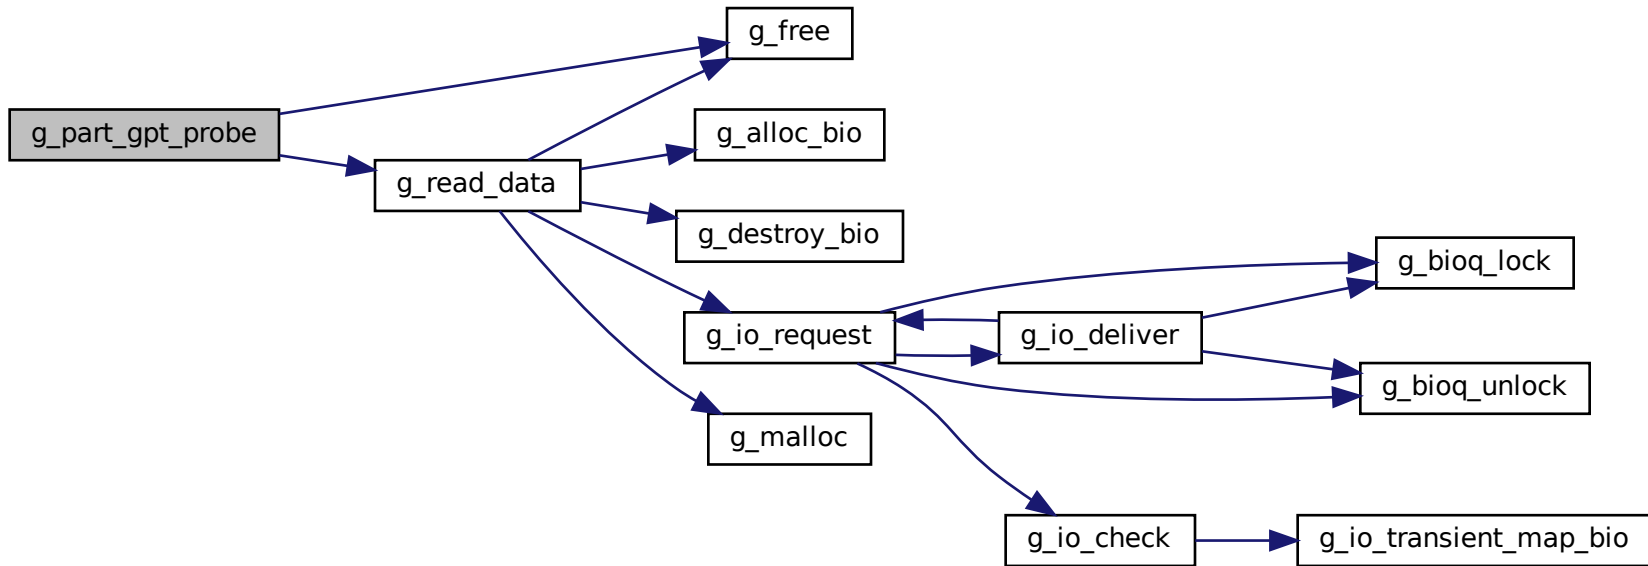 g_free
g_part_gpt_probe
g_alloc_bio
g_read_data
g_destroy_bio
g_bioq_lock
g_io_request
g_io_deliver
g_bioq_unlock
g_malloc
g_io_check
g_io_transient_map_bio